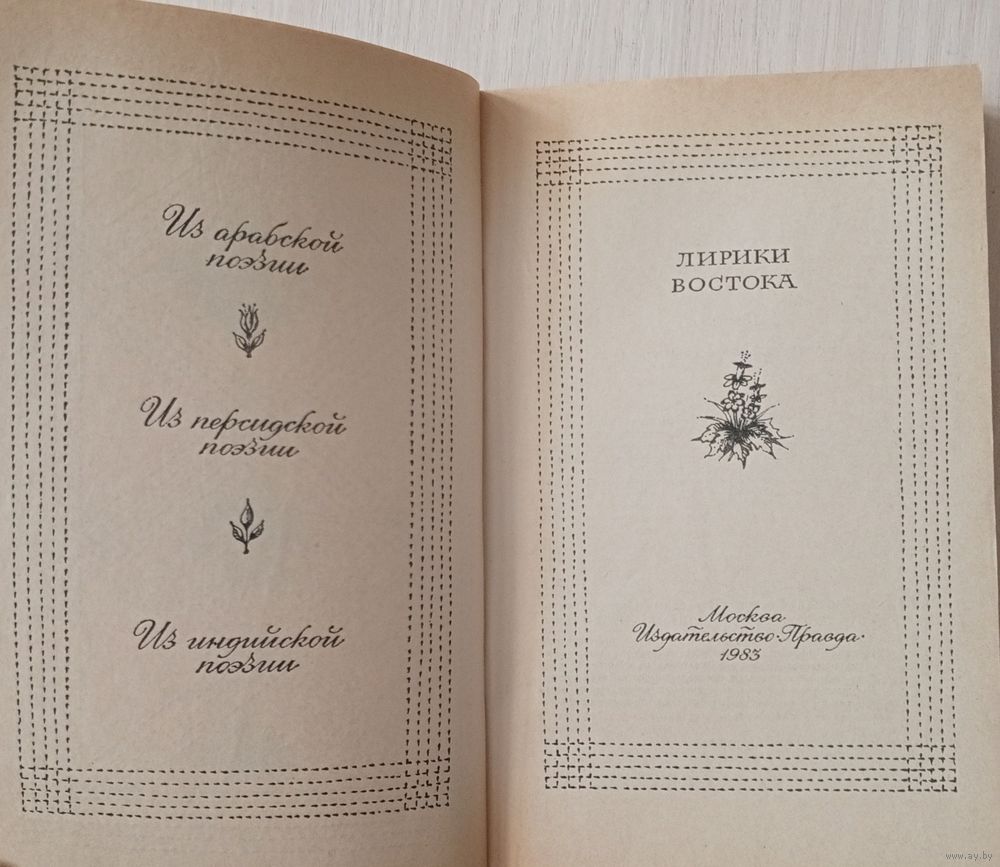 Из арабской
поэзии
Из персидской
поэзии
Из индийской
поэзии
ЛИРИКИ
ВОСТОКА
Москва
Издательство·Правда·
1983
www.ay.by